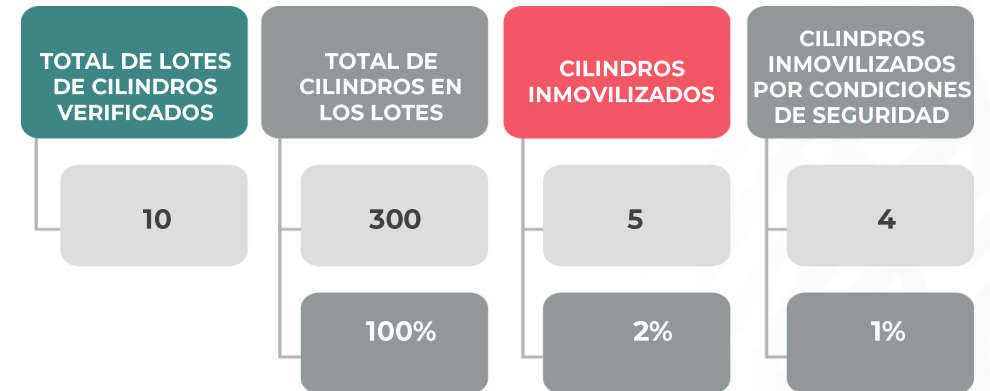 TOTAL DE LOTES
DE CILINDROS
VERIFICADOS
10
TOTAL DE
CILINDROS EN
LOS LOTES
300
100%
CILINDROS
INMOVILIZADOS
5
2%
CILINDROS
INMOVILIZADOS
POR CONDICIONES
DE SEGURIDAD
4
1%